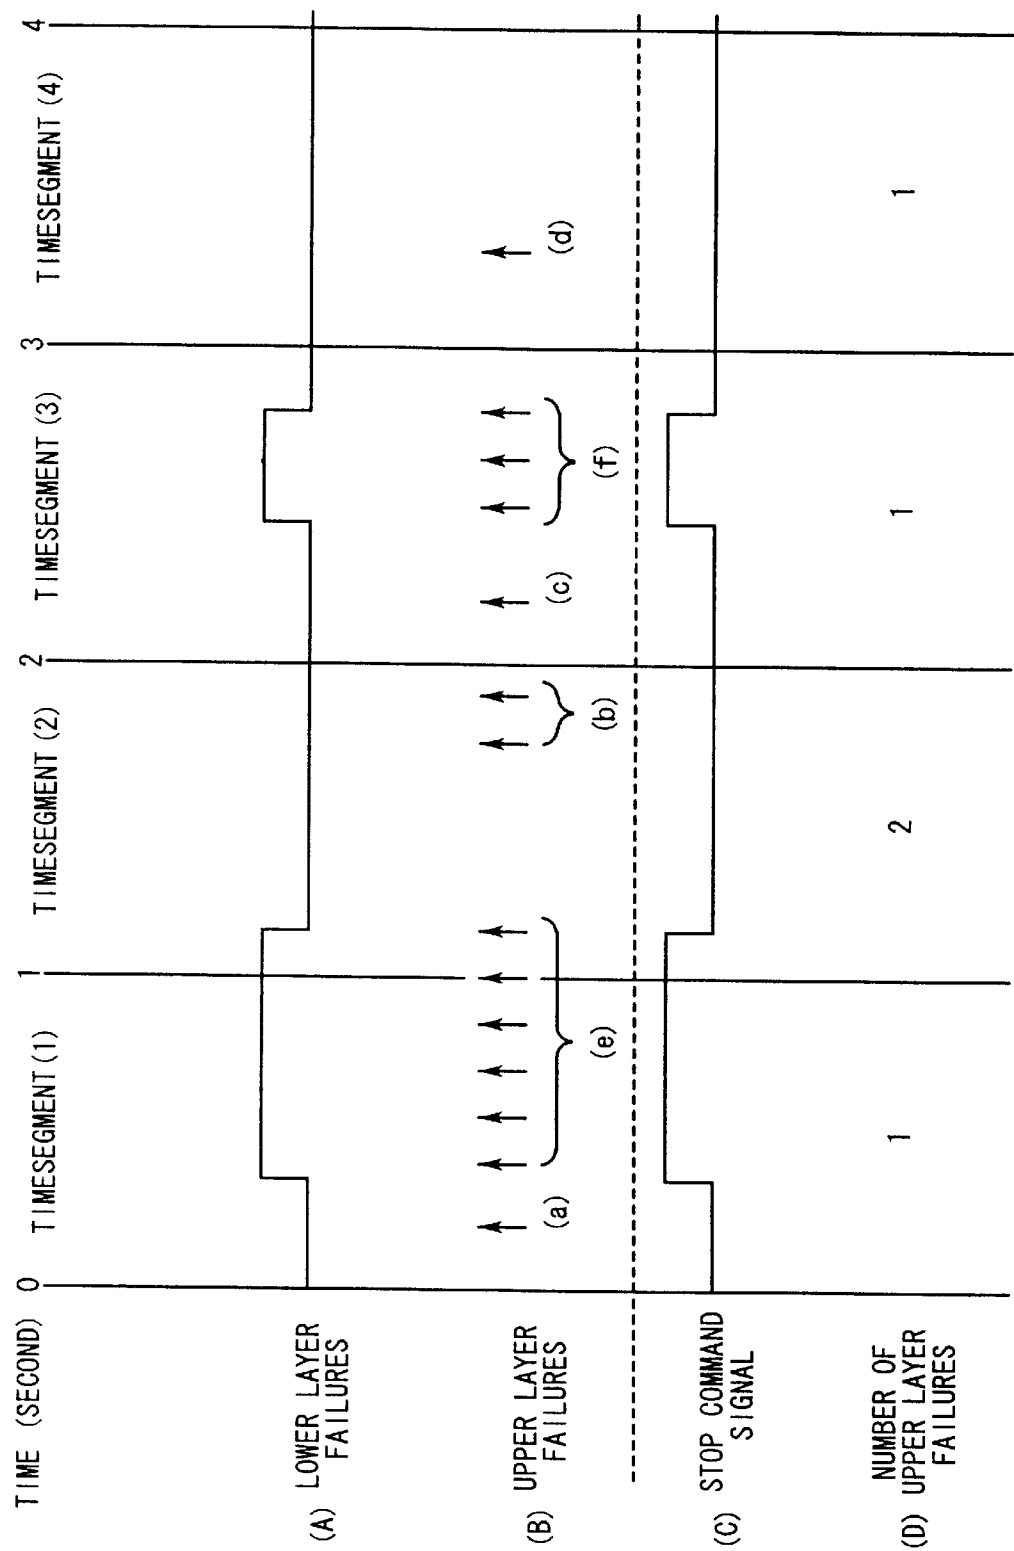 TIME (SECOND)
0
1
2
3
4
TIMESEGMENT (1)
TIMESEGMENT (2)
TIMESEGMENT (3)
TIMESEGMENT (4)
(A) LOWER LAYER
FAILURES
(B) UPPER LAYER
FAILURES
(a)
(e)
(b)
(c)
(f)
(d)
(C) STOP COMMAND
SIGNAL
NUMBER OF
(D) UPPER LAYER
FAILURES
1
2
1
1